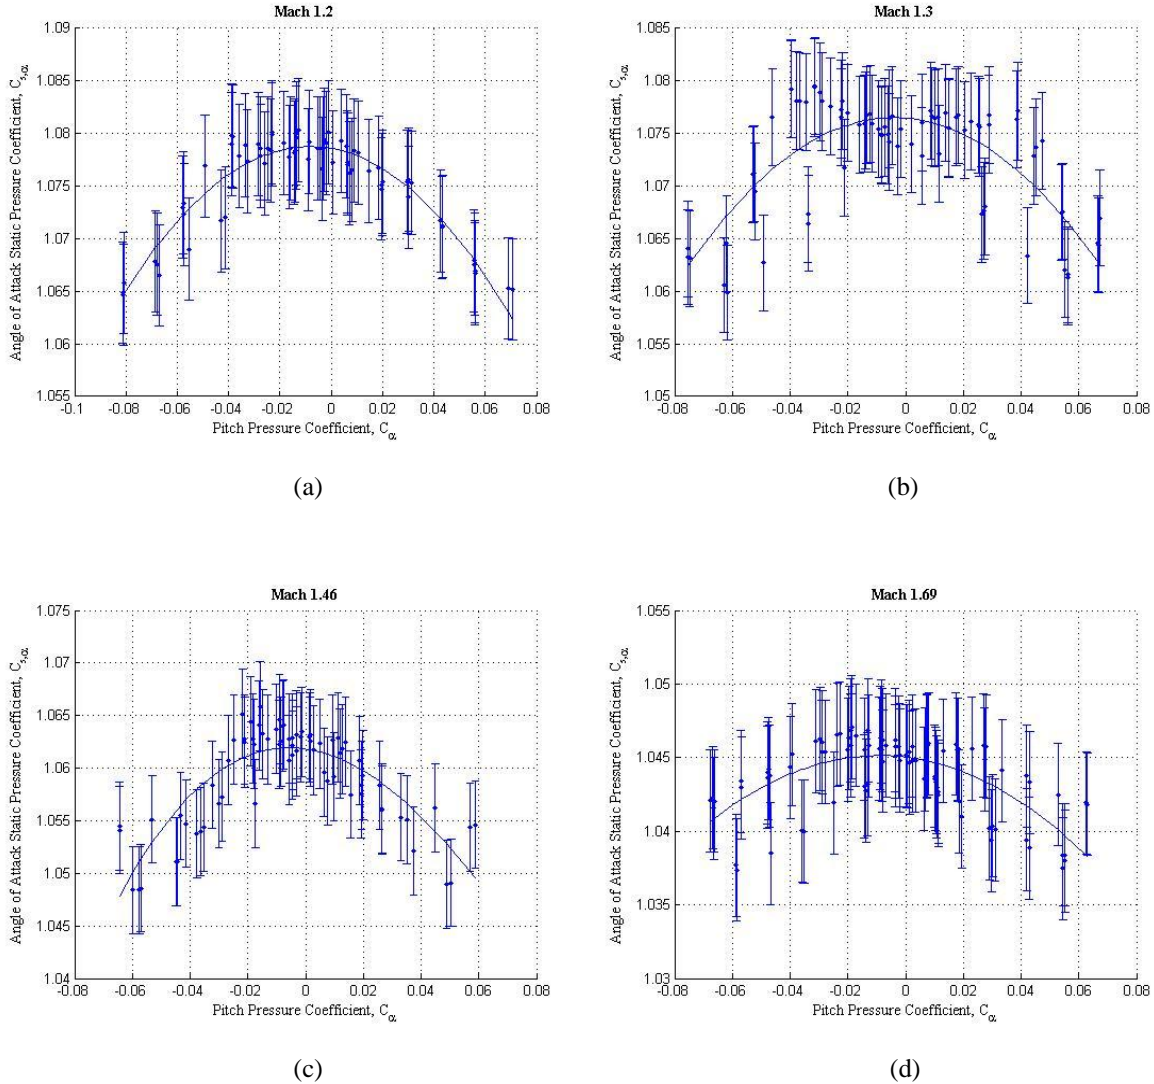 Mach 1.2
Angle of Attack Static Pressure Coefficient, C_s,α
1.09
1.085
1.08
1.075
1.07
1.065
1.06
1.055
-0.1 -0.08 -0.06 -0.04 -0.02 0 0.02 0.04 0.06 0.08
Pitch Pressure Coefficient, C_α
(a)
Mach 1.3
Angle of Attack Static Pressure Coefficient, C_s,α
1.085
1.08
1.075
1.07
1.065
1.06
1.055
1.05
-0.08 -0.06 -0.04 -0.02 0 0.02 0.04 0.06 0.08
Pitch Pressure Coefficient, C_α
(b)
Mach 1.46
Angle of Attack Static Pressure Coefficient, C_s,α
1.075
1.07
1.065
1.06
1.055
1.05
1.045
1.04
-0.08 -0.06 -0.04 -0.02 0 0.02 0.04 0.06 0.08
Pitch Pressure Coefficient, C_α
(c)
Mach 1.69
Angle of Attack Static Pressure Coefficient, C_s,α
1.055
1.05
1.045
1.04
1.035
1.03
-0.08 -0.06 -0.04 -0.02 0 0.02 0.04 0.06 0.08
Pitch Pressure Coefficient, C_α
(d)